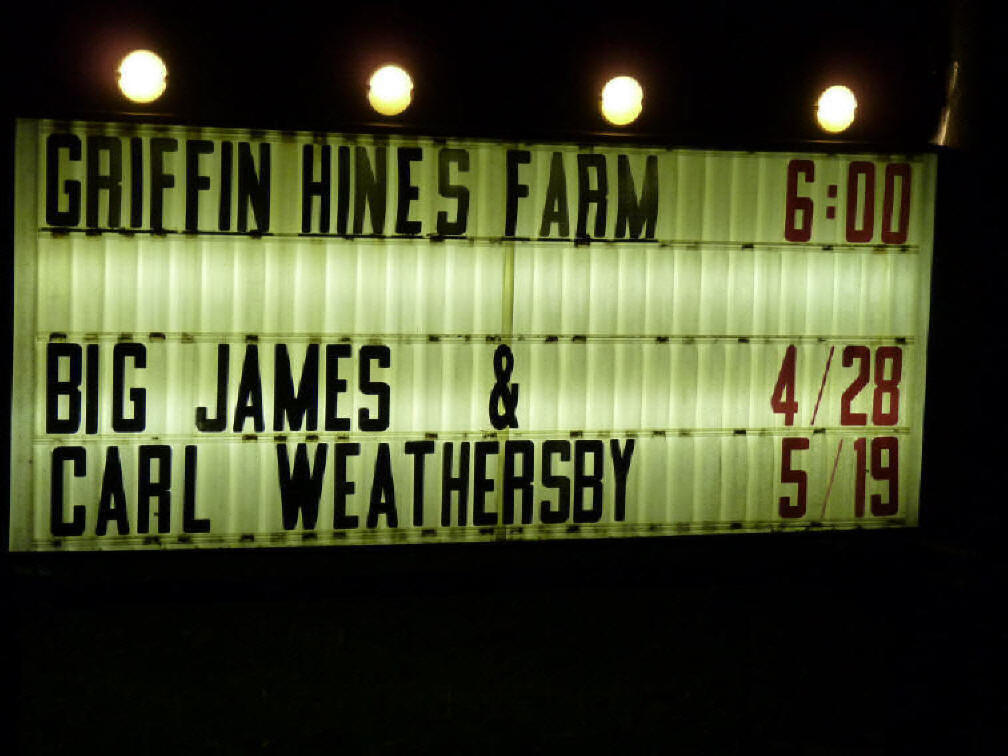 GRIFFIN HINES FARM 6:00
BIG JAMES & 4/28
CARL WEATHERSBY 5/19